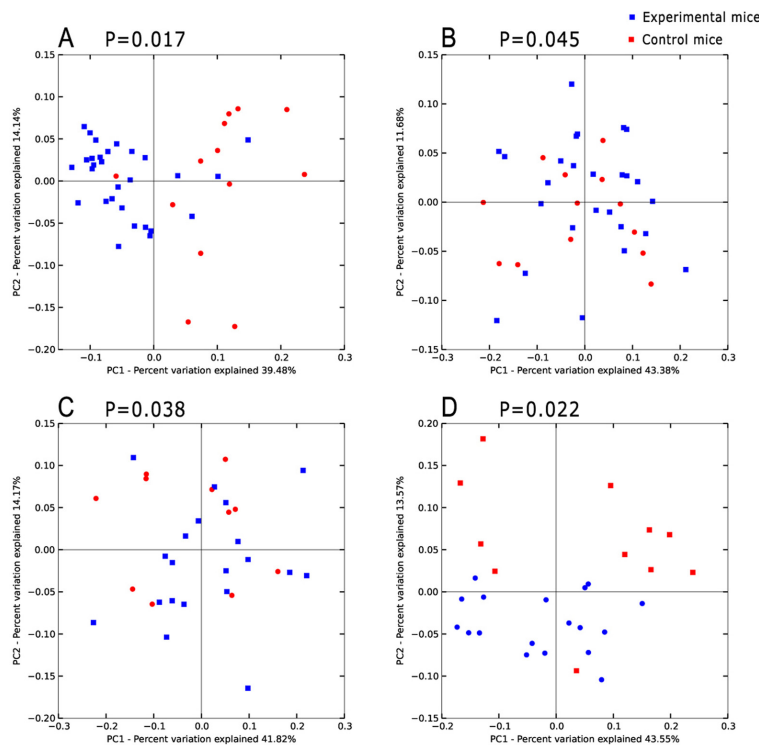 ■ Experimental mice
■ Control mice
A P=0.017
0.15
0.10
0.05
0.00
−0.05
−0.10
−0.15
−0.20
PC2 - Percent variation explained 14.14%
−0.1 0.0 0.1 0.2 0.3
PC1 - Percent variation explained 39.48%
B P=0.045
0.15
0.10
0.05
0.00
−0.05
−0.10
−0.15
PC2 - Percent variation explained 11.68%
−0.3 −0.2 −0.1 0.0 0.1 0.2 0.3
PC1 - Percent variation explained 43.38%
C P=0.038
0.15
0.10
0.05
0.00
−0.05
−0.10
−0.15
−0.20
PC2 - Percent variation explained 14.17%
−0.3 −0.2 −0.1 0.0 0.1 0.2 0.3
PC1 - Percent variation explained 41.82%
D P=0.022
0.20
0.15
0.10
0.05
0.00
−0.05
−0.10
−0.15
PC2 - Percent variation explained 13.57%
−0.2 −0.1 0.0 0.1 0.2 0.3
PC1 - Percent variation explained 43.55%